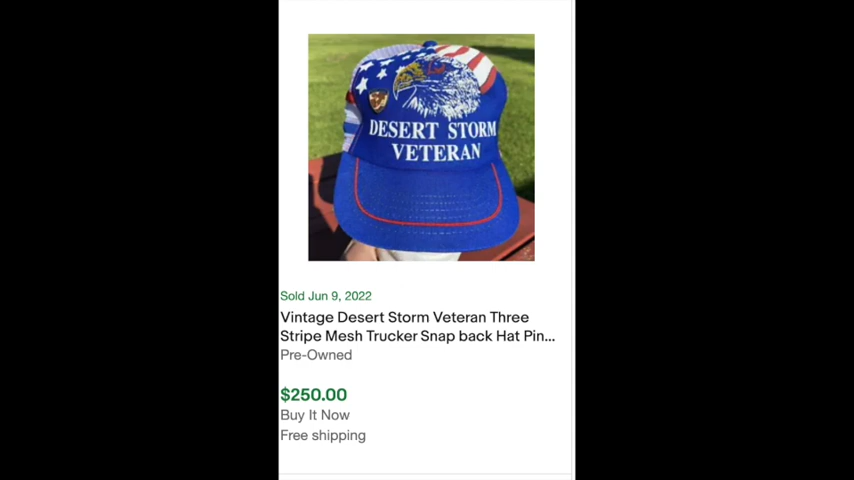 DESERT STORM
VETERAN
Sold Jun 9, 2022
Vintage Desert Storm Veteran Three
Stripe Mesh Trucker Snap back Hat Pin...
Pre-Owned
$250.00
Buy It Now
Free shipping